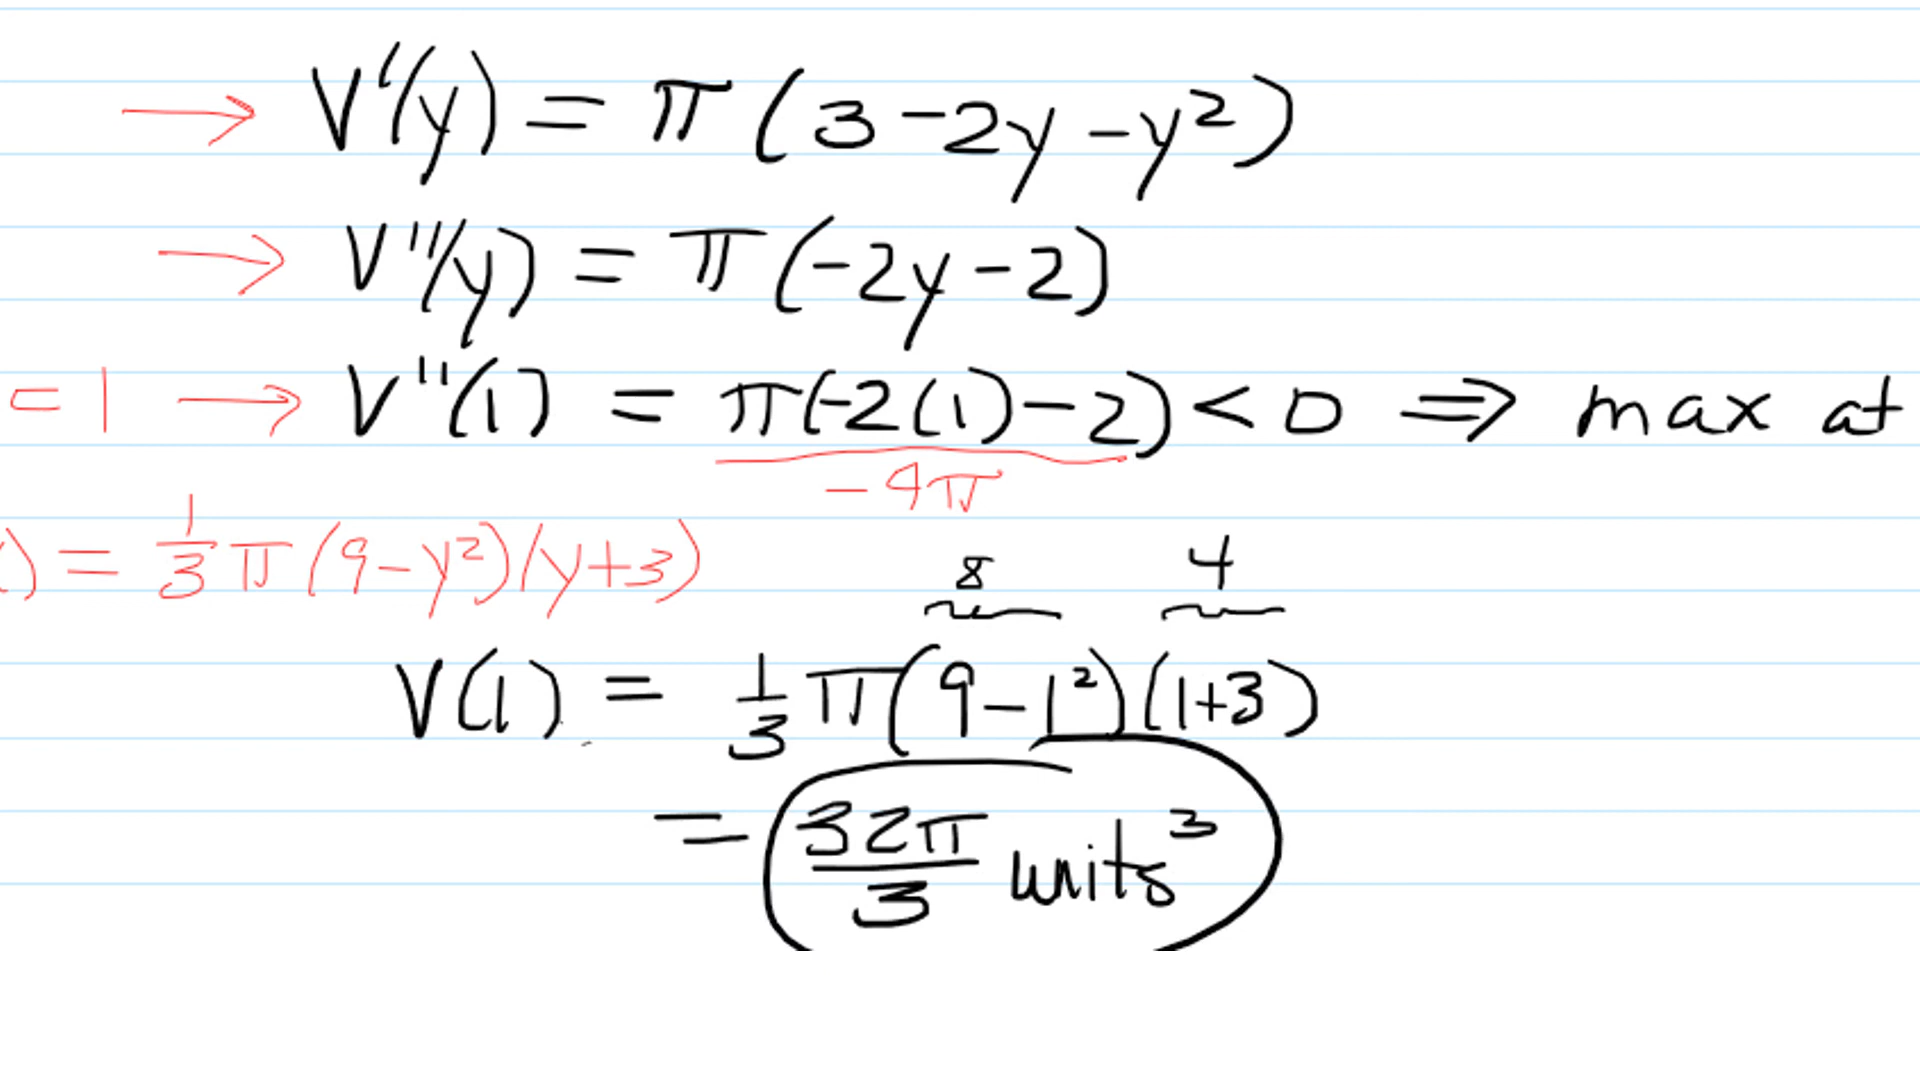 → V'(y) = π(3-2y-y²)
→ V''(y) = π(-2y-2)
= 1 → V''(1) = π(-2(1)-2) < 0 ⇒ max at
-4π
) = 1/3 π(9-y²)(y+3)
8 4
V(1) = 1/3 π(9-1²)(1+3)
= 32π/3 units³